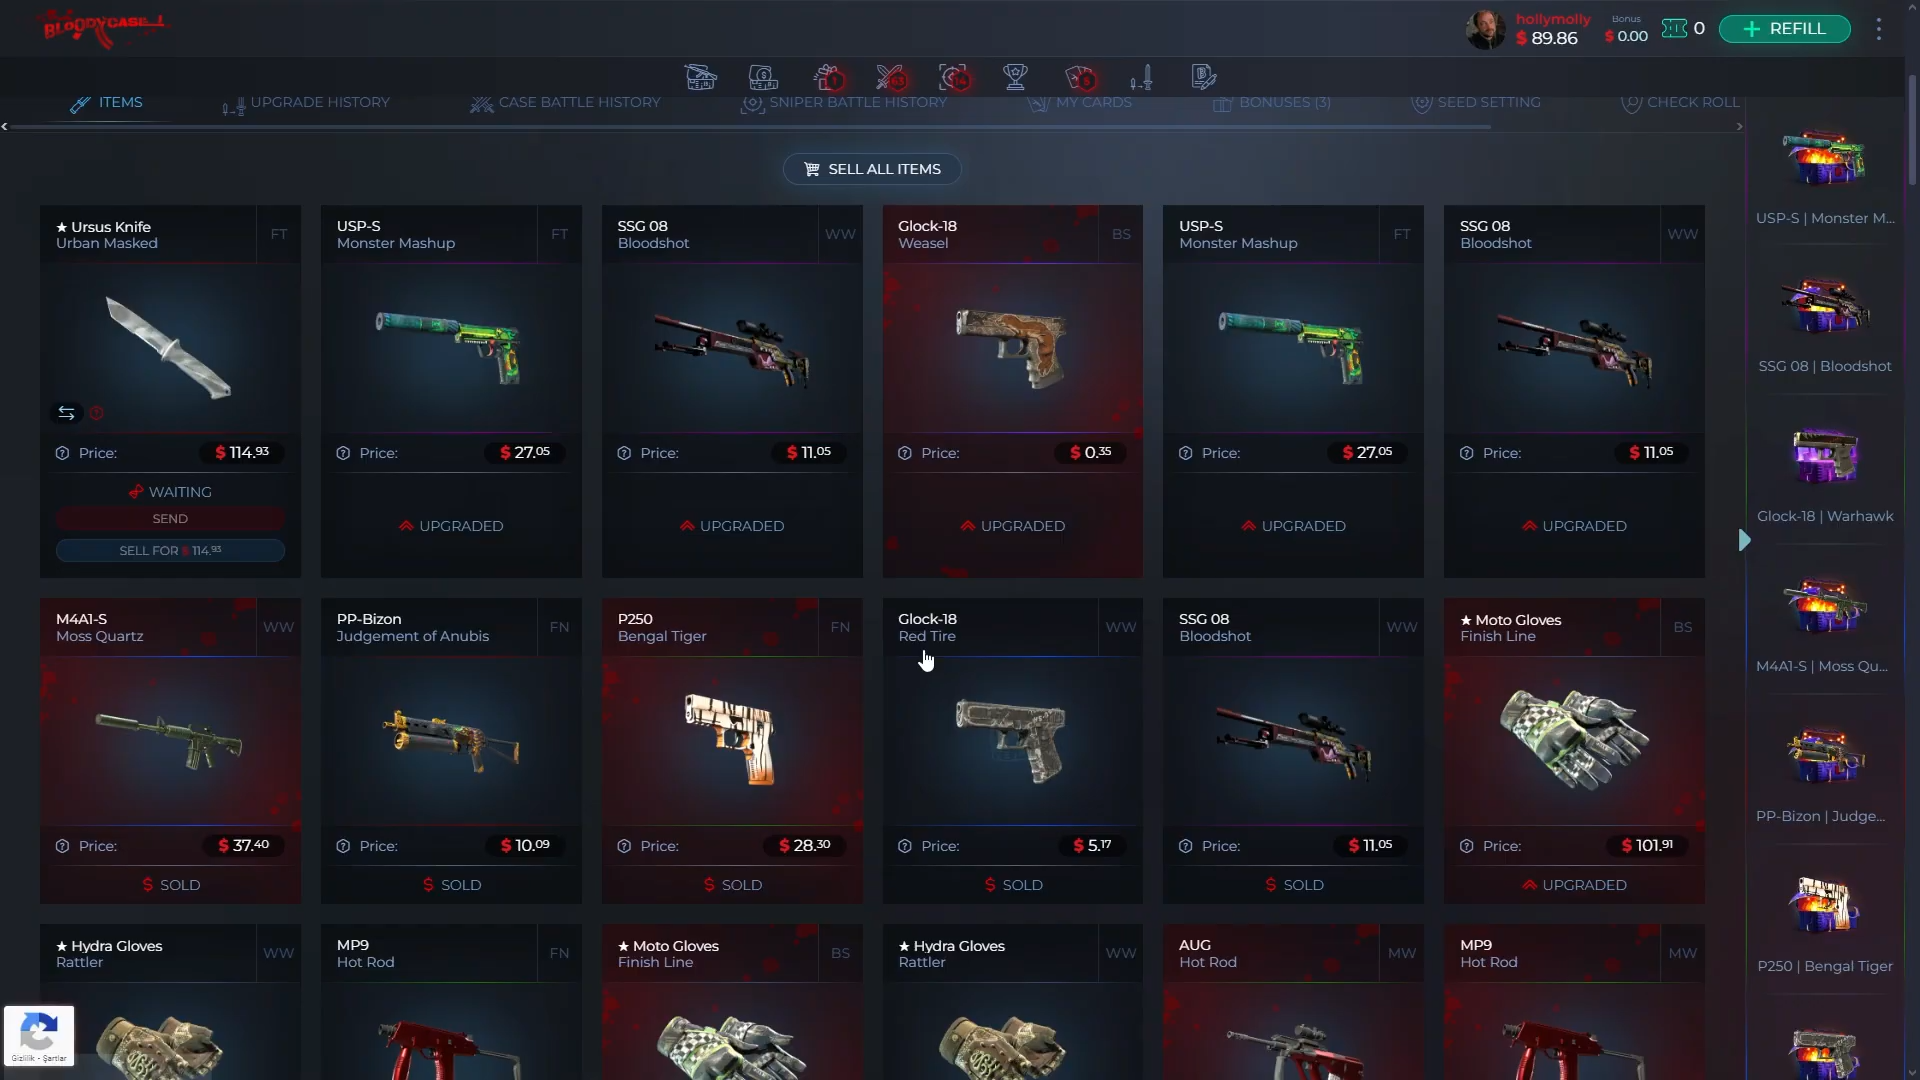 BLOODYCASE
hollymolly
$ 89.86
Bonus
$ 0.00
0
REFILL
ITEMS
UPGRADE HISTORY
CASE BATTLE HISTORY
SNIPER BATTLE HISTORY
MY CARDS
BONUSES (3)
SEED SETTING
CHECK ROLL
SELL ALL ITEMS
★ Ursus Knife
Urban Masked
FT
Price:
$ 114.93
WAITING
SEND
SELL FOR $ 114.93
USP-S
Monster Mashup
FT
Price:
$ 27.05
UPGRADED
SSG 08
Bloodshot
WW
Price:
$ 11.05
UPGRADED
Glock-18
Weasel
BS
Price:
$ 0.35
UPGRADED
USP-S
Monster Mashup
FT
Price:
$ 27.05
UPGRADED
SSG 08
Bloodshot
WW
Price:
$ 11.05
UPGRADED
M4A1-S
Moss Quartz
WW
Price:
$ 37.40
$ SOLD
PP-Bizon
Judgement of Anubis
FN
Price:
$ 10.09
$ SOLD
P250
Bengal Tiger
FN
Price:
$ 28.30
$ SOLD
Glock-18
Red Tire
WW
Price:
$ 5.17
$ SOLD
SSG 08
Bloodshot
WW
Price:
$ 11.05
$ SOLD
★ Moto Gloves
Finish Line
BS
Price:
$ 101.91
UPGRADED
★ Hydra Gloves
Rattler
WW
MP9
Hot Rod
FN
★ Moto Gloves
Finish Line
BS
★ Hydra Gloves
Rattler
WW
AUG
Hot Rod
MW
MP9
Hot Rod
MW
USP-S | Monster M...
SSG 08 | Bloodshot
Glock-18 | Warhawk
M4A1-S | Moss Qu...
PP-Bizon | Judge...
P250 | Bengal Tiger
Gizlilik - Şartlar